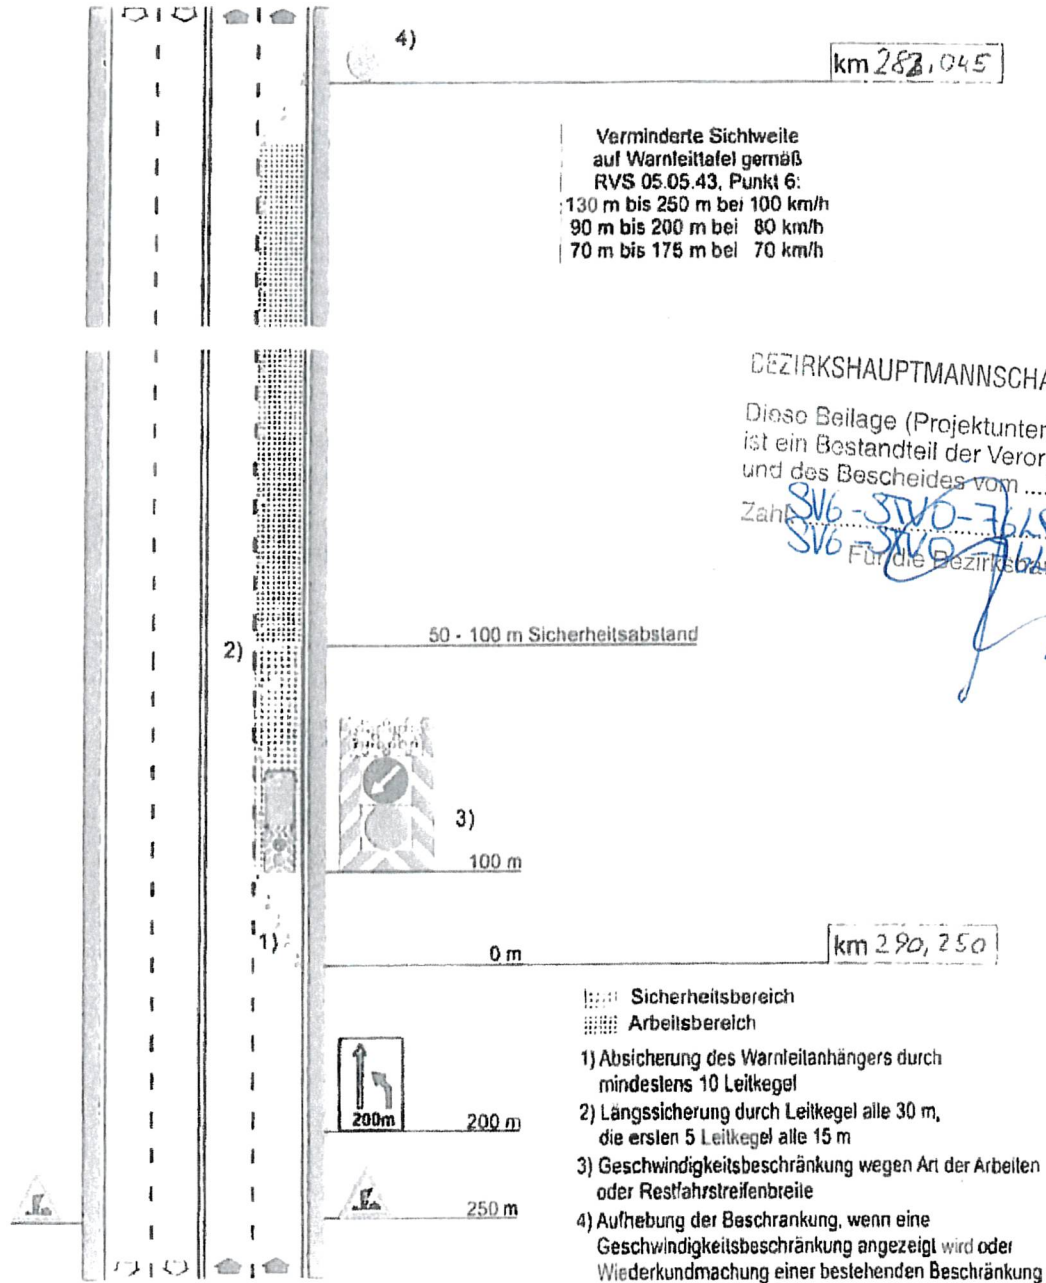 4)
km 283,045
Verminderte Sichtweite
auf Warnleittafel gemäß
RVS 05.05.43, Punkt 6:
130 m bis 250 m bei 100 km/h
90 m bis 200 m bei 80 km/h
70 m bis 175 m bei 70 km/h
BEZIRKSHAUPTMANNSCHA
Diese Beilage (Projektunter
ist ein Bestandteil der Veror
und des Bescheides vom ....
Zahl SV6-STVO-
SV6-STVO-
Für die Bezirkshau
50 - 100 m Sicherheitsabstand
2)
3)
100 m
1)
0 m
km 290,250
Sicherheitsbereich
Arbeitsbereich
1) Absicherung des Warnleitanhängers durch
mindestens 10 Leitkegel
200m
200 m
2) Längssicherung durch Leitkegel alle 30 m,
die ersten 5 Leitkegel alle 15 m
3) Geschwindigkeitsbeschränkung wegen Art der Arbeiten
oder Restfahrstreifenbreite
250 m
4) Aufhebung der Beschränkung, wenn eine
Geschwindigkeitsbeschränkung angezeigt wird oder
Wiederkundmachung einer bestehenden Beschränkung